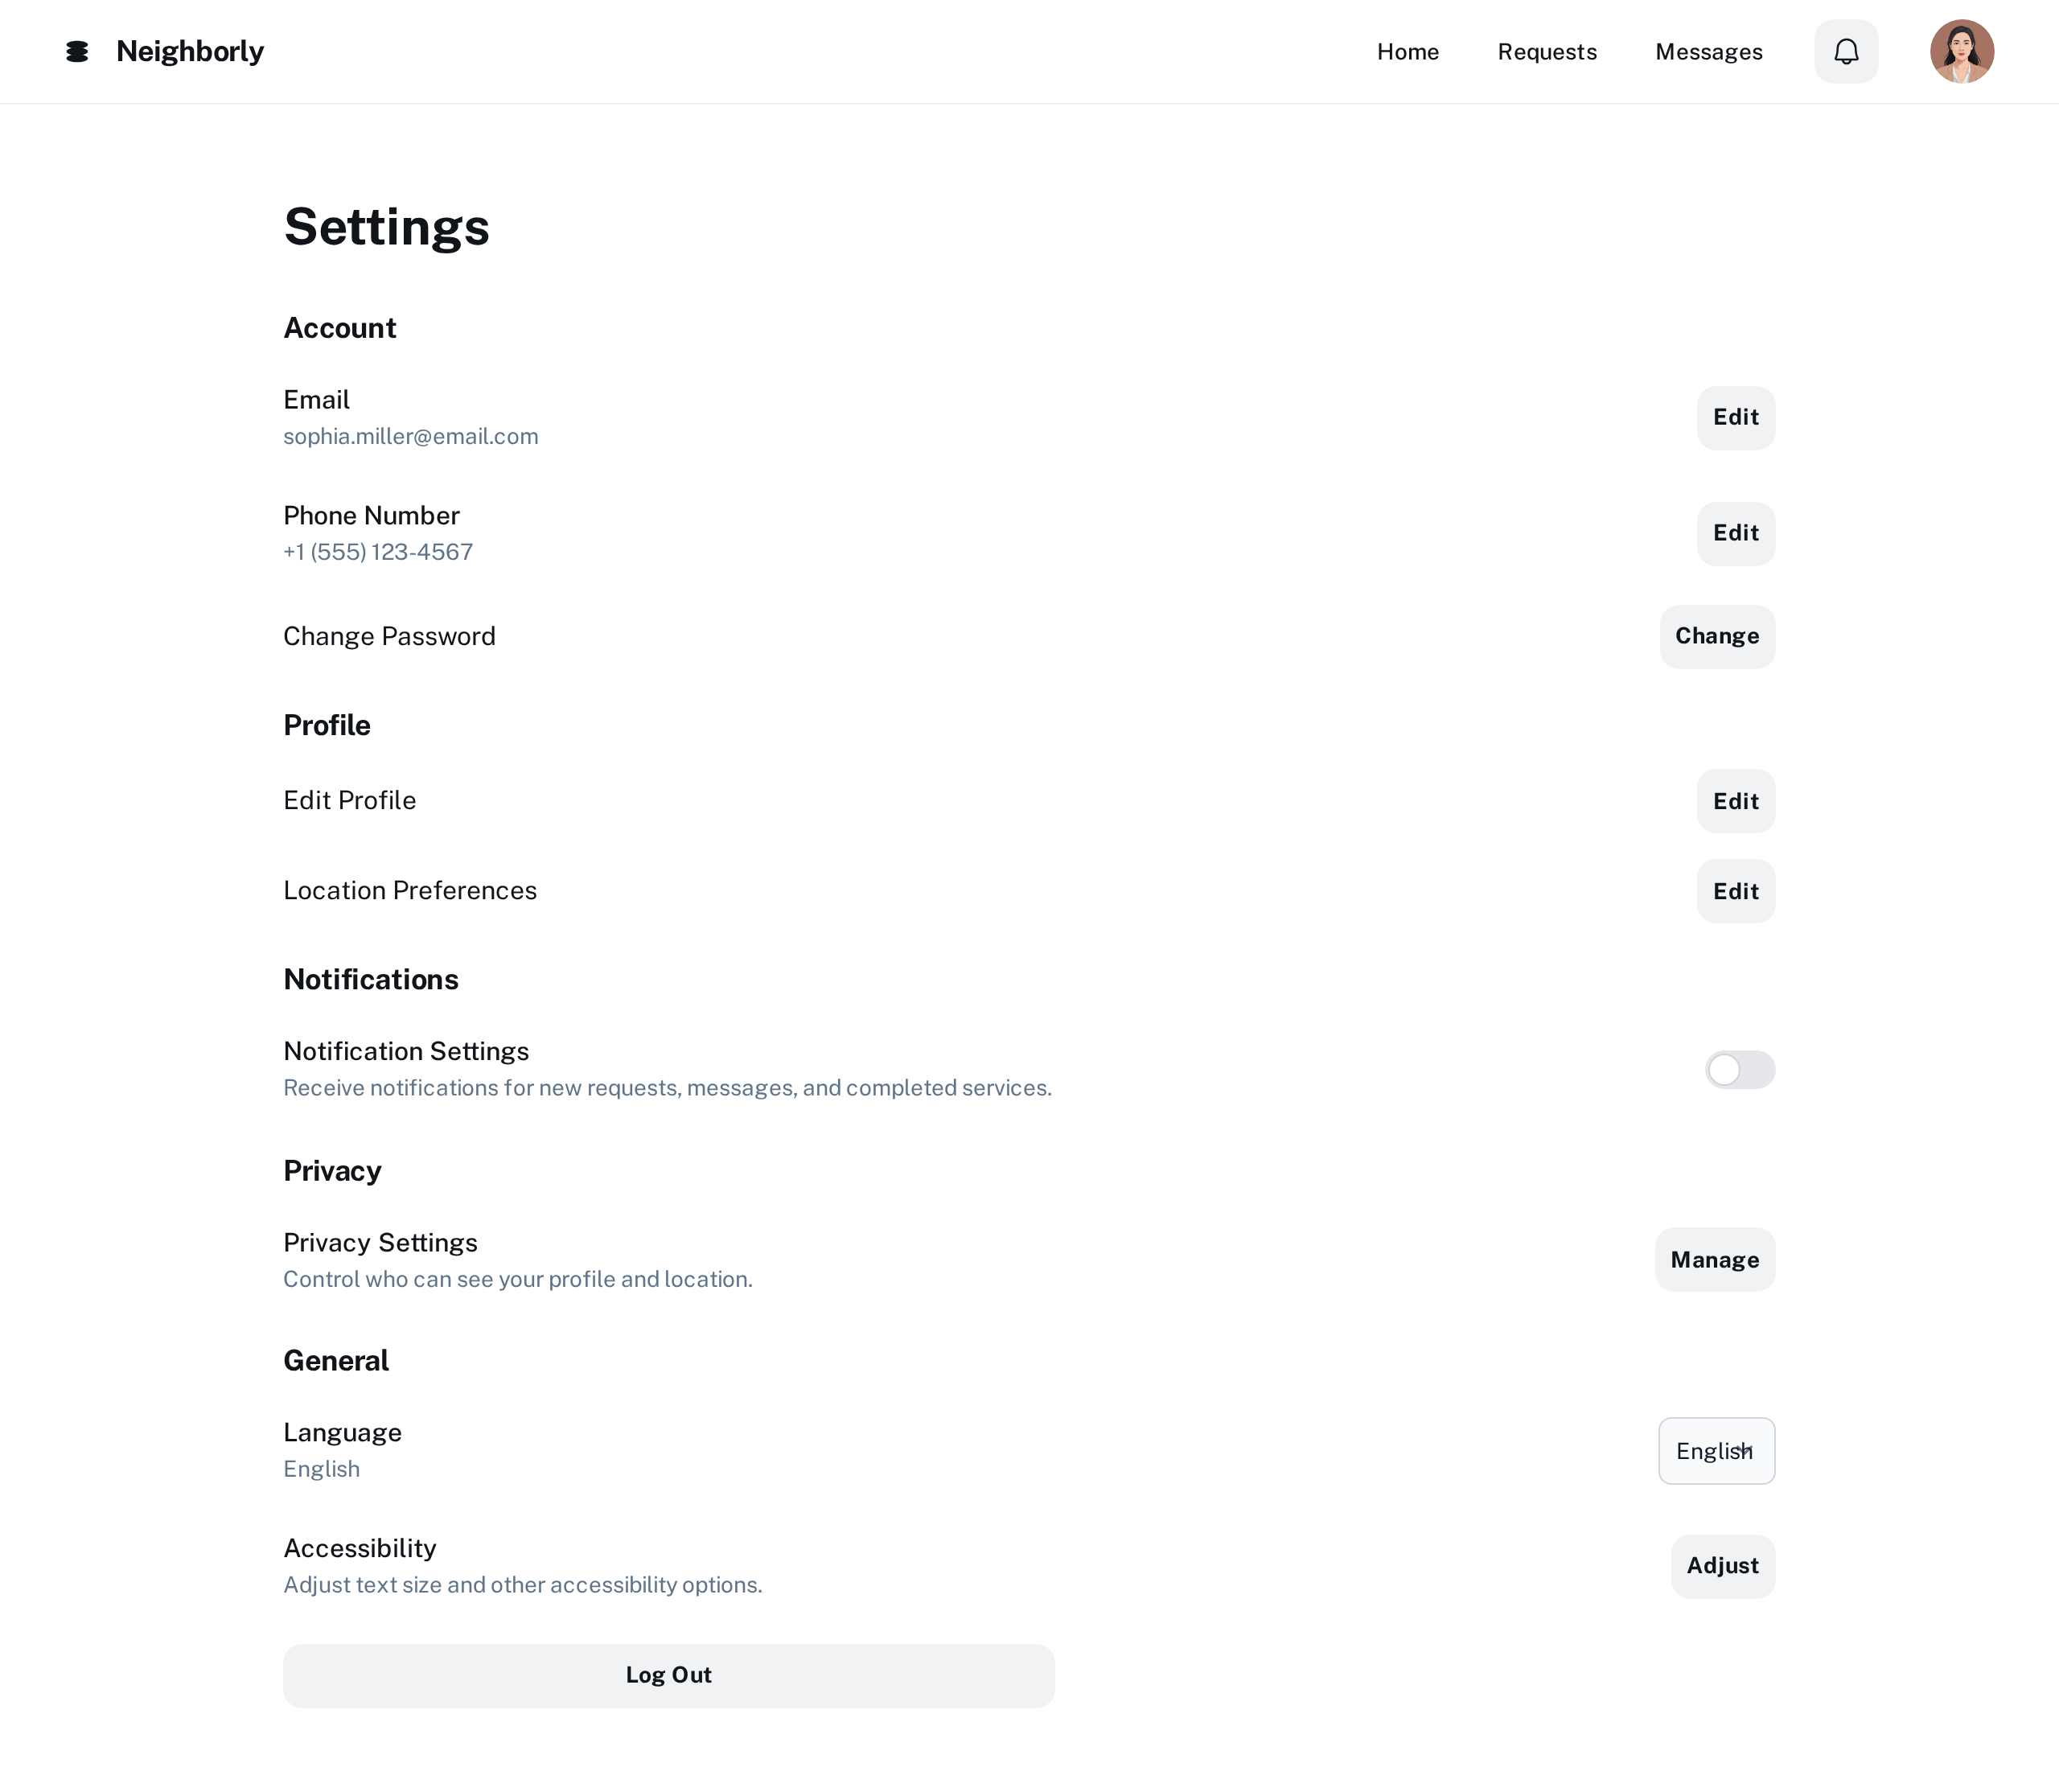 Neighborly
Home
Requests
Messages
Settings
Account
Email
sophia.miller@email.com
Edit
Phone Number
+1 (555) 123-4567
Edit
Change Password
Change
Profile
Edit Profile
Edit
Location Preferences
Edit
Notifications
Notification Settings
Receive notifications for new requests, messages, and completed services.
Privacy
Privacy Settings
Control who can see your profile and location.
Manage
General
Language
English
English
Accessibility
Adjust text size and other accessibility options.
Adjust
Log Out